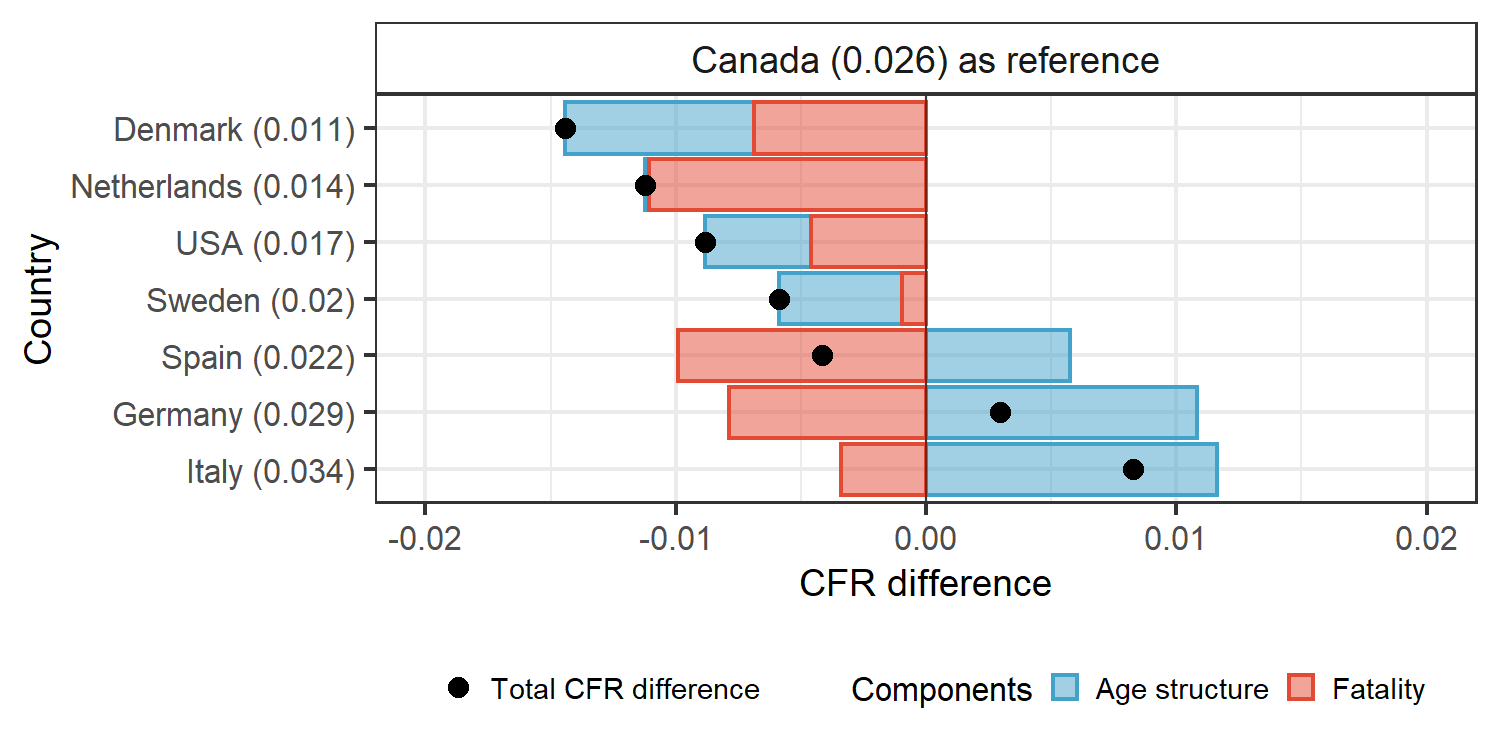 Canada (0.026) as reference
Country
Denmark (0.011)
Netherlands (0.014)
USA (0.017)
Sweden (0.02)
Spain (0.022)
Germany (0.029)
Italy (0.034)
-0.02 -0.01 0.00 0.01 0.02
CFR difference
Total CFR difference Components Age structure Fatality